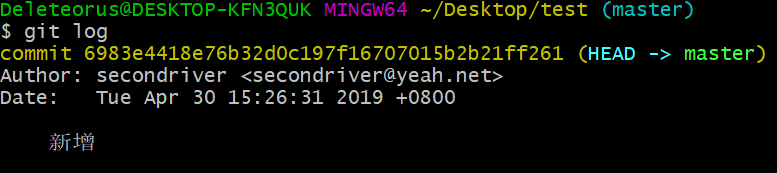 Deleteorus@DESKTOP-KFN3QUK MINGW64 ~/Desktop/test (master)
$ git log
commit 6983e4418e76b32d0c197f16707015b2b21ff261 (HEAD -> master)
Author: secondriver <secondriver@yeah.net>
Date:   Tue Apr 30 15:26:31 2019 +0800
新增